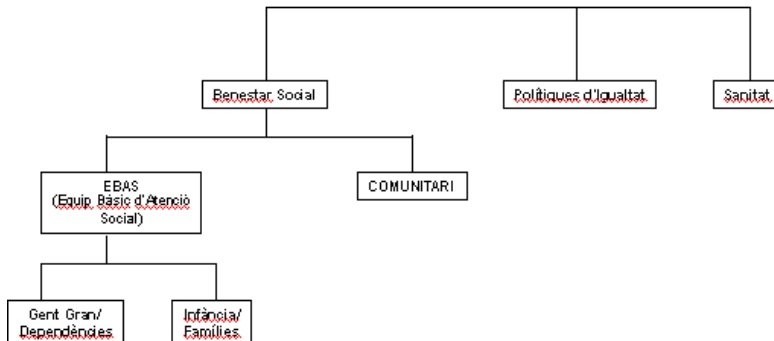 Benestar Social
Polítiques d'Igualtat
Sanitat
EBAS
(Equip Bàsic d'Atenció
Social)
COMUNITARI
Gent Gran/
Dependències
Infància/
Famílies